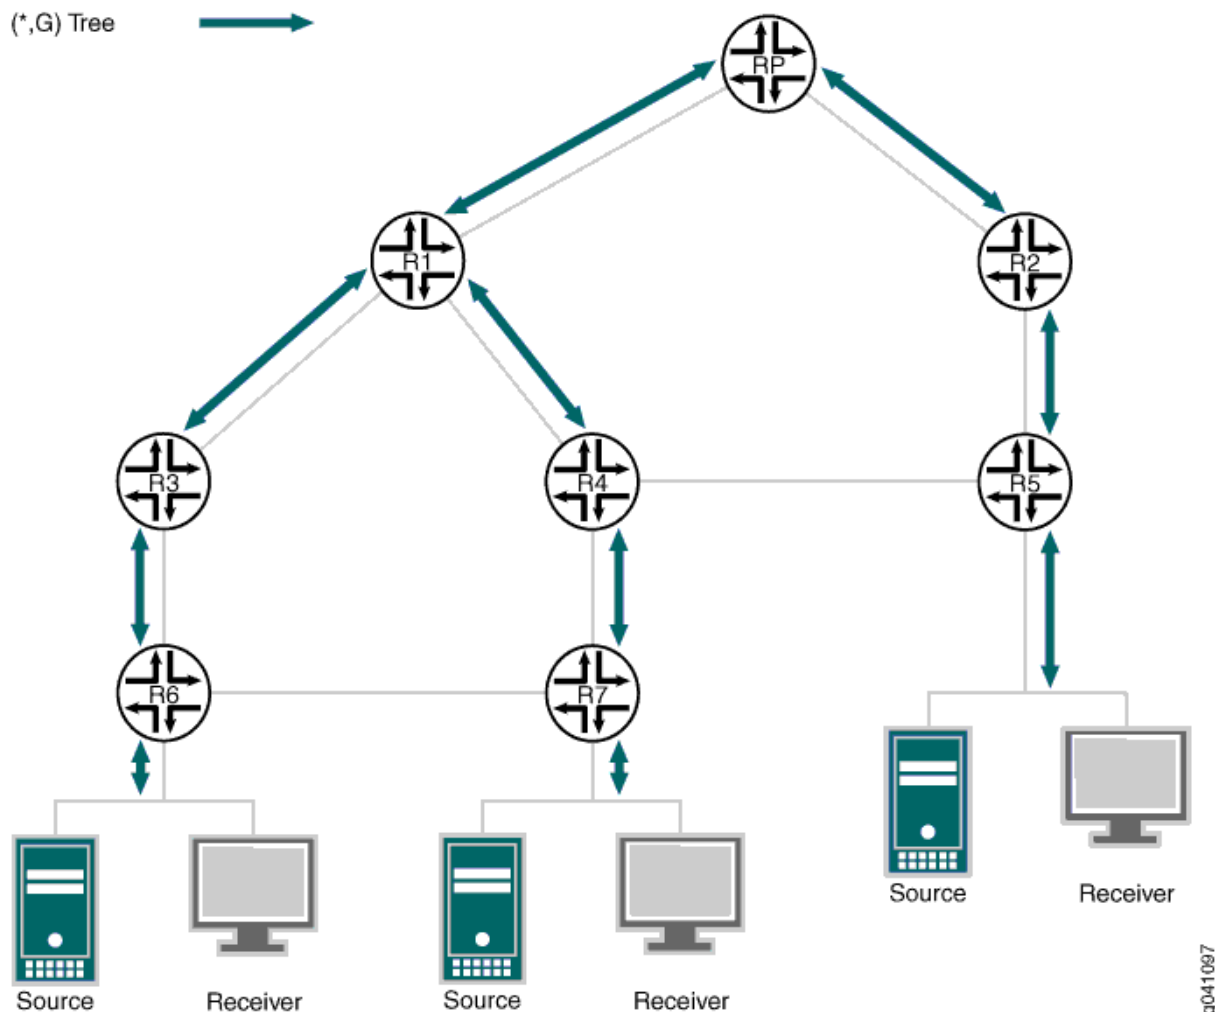 (*,G) Tree
RP
R1
R2
R3
R4
R5
R6
R7
Source
Receiver
Source
Receiver
Source
Receiver
g041097